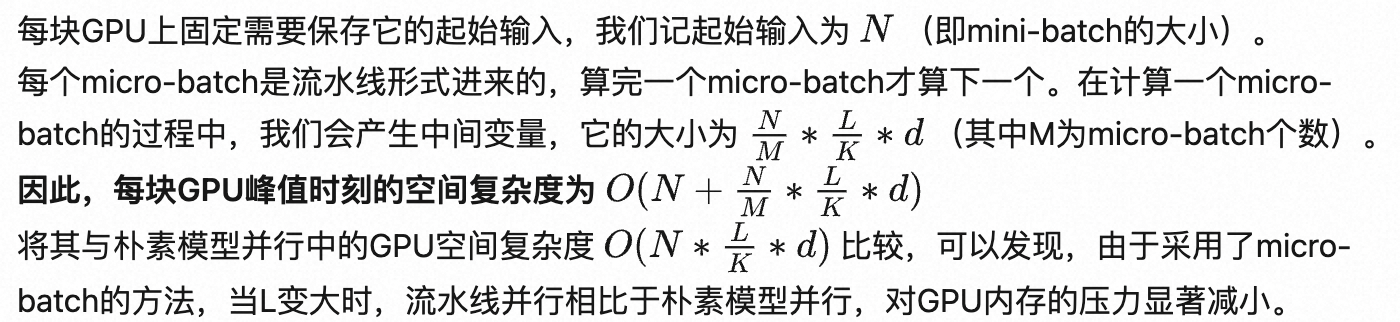 每块GPU上固定需要保存它的起始输入，我们记起始输入为 N （即mini-batch的大小）。
每个micro-batch是流水线形式进来的，算完一个micro-batch才算下一个。在计算一个micro-
batch的过程中，我们会产生中间变量，它的大小为 N/M * L/K * d （其中M为micro-batch个数）。
因此，每块GPU峰值时刻的空间复杂度为 O(N + N/M * L/K * d)
将其与朴素模型并行中的GPU空间复杂度 O(N * L/K * d) 比较，可以发现，由于采用了micro-
batch的方法，当L变大时，流水线并行相比于朴素模型并行，对GPU内存的压力显著减小。